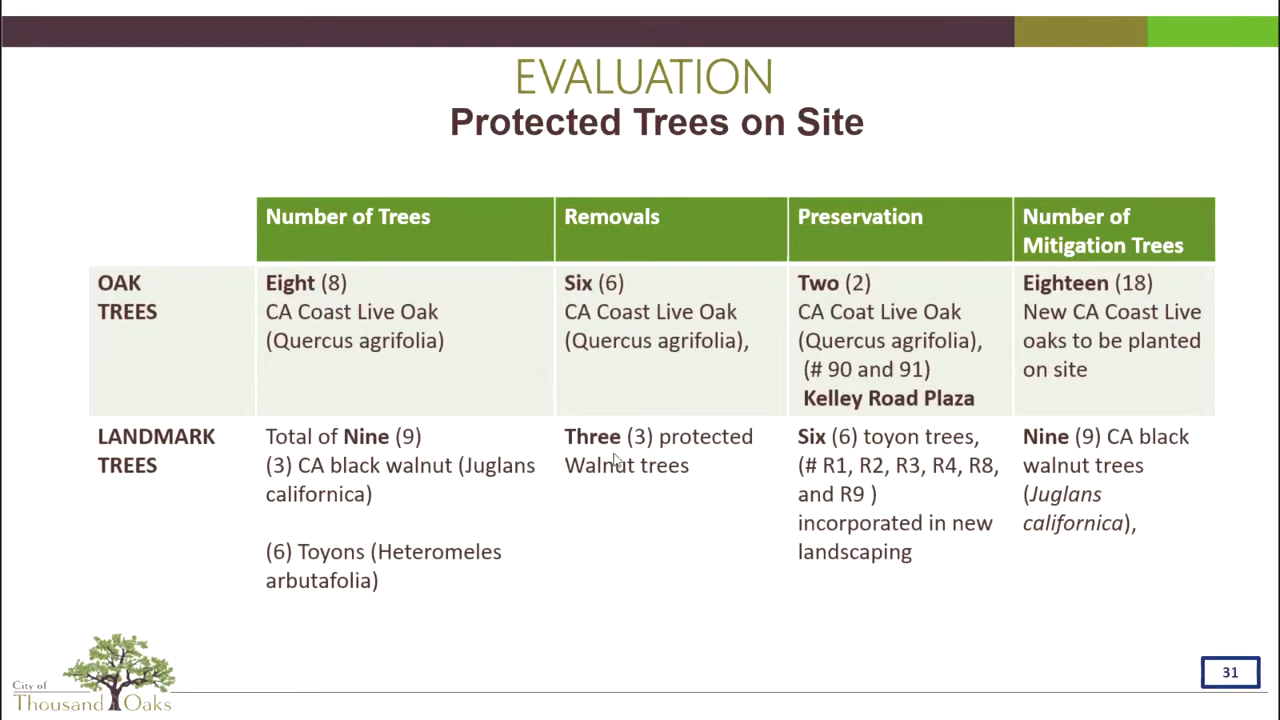 EVALUATION
Protected Trees on Site
Number of Trees
Removals
Preservation
Number of
Mitigation Trees
OAK
TREES
Eight (8)
CA Coast Live Oak
(Quercus agrifolia)
Six (6)
CA Coast Live Oak
(Quercus agrifolia),
Two (2)
CA Coat Live Oak
(Quercus agrifolia),
(# 90 and 91)
Kelley Road Plaza
Eighteen (18)
New CA Coast Live
oaks to be planted
on site
LANDMARK
TREES
Total of Nine (9)
(3) CA black walnut (Juglans
californica)
(6) Toyons (Heteromeles
arbutafolia)
Three (3) protected
Walnut trees
Six (6) toyon trees,
(# R1, R2, R3, R4, R8,
and R9 )
incorporated in new
landscaping
Nine (9) CA black
walnut trees
(Juglans
californica),
City of
Thousand Oaks
31